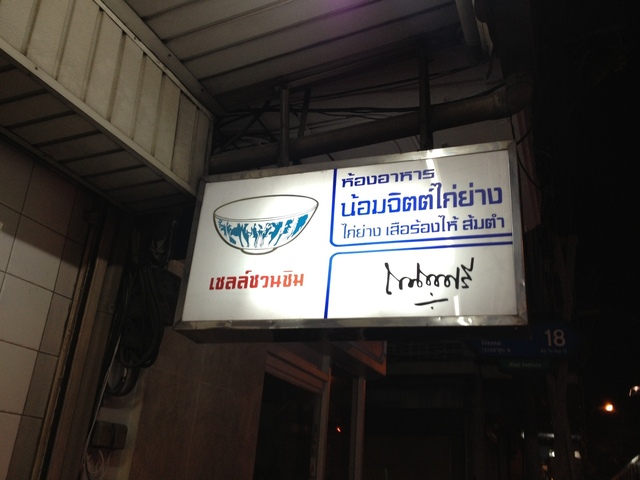 ห้องอาหาร
น้อมจิตต์ไก่ย่าง
ไก่ย่าง เสือร้องไห้ ส้มตำ
เชลล์ชวนชิม
18